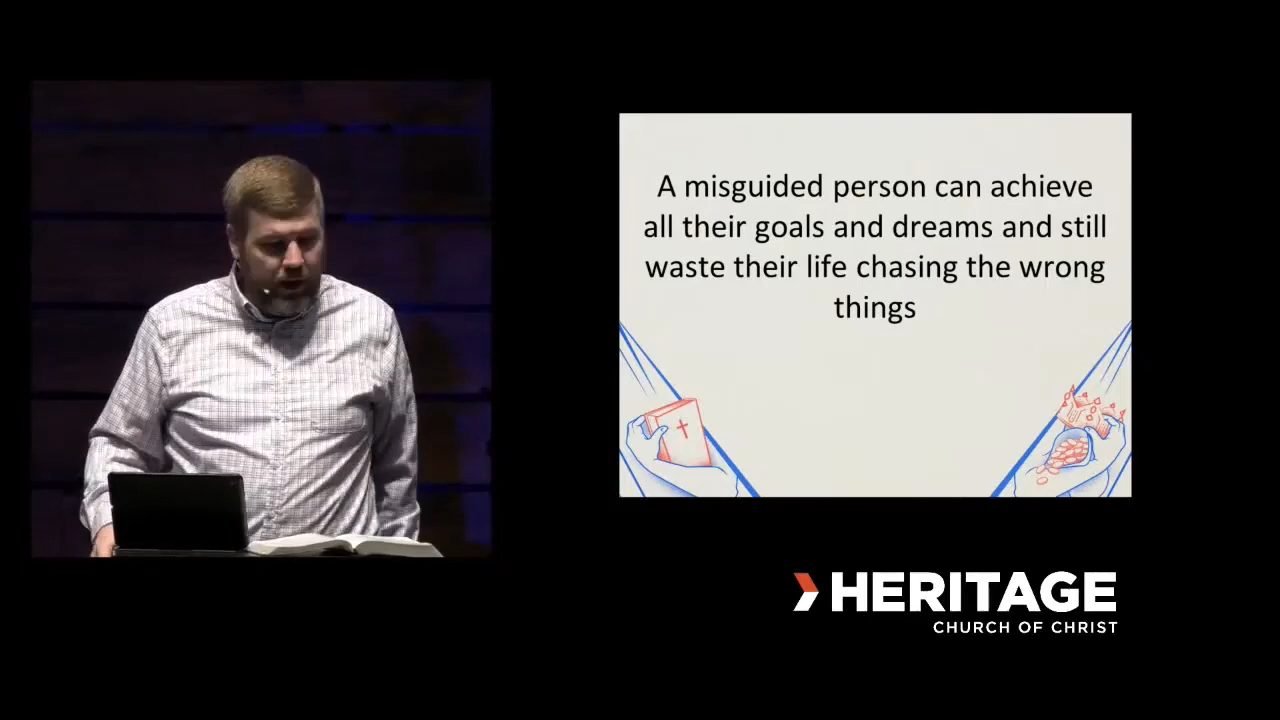 A misguided person can achieve
all their goals and dreams and still
waste their life chasing the wrong
things
HERITAGE
CHURCH OF CHRIST